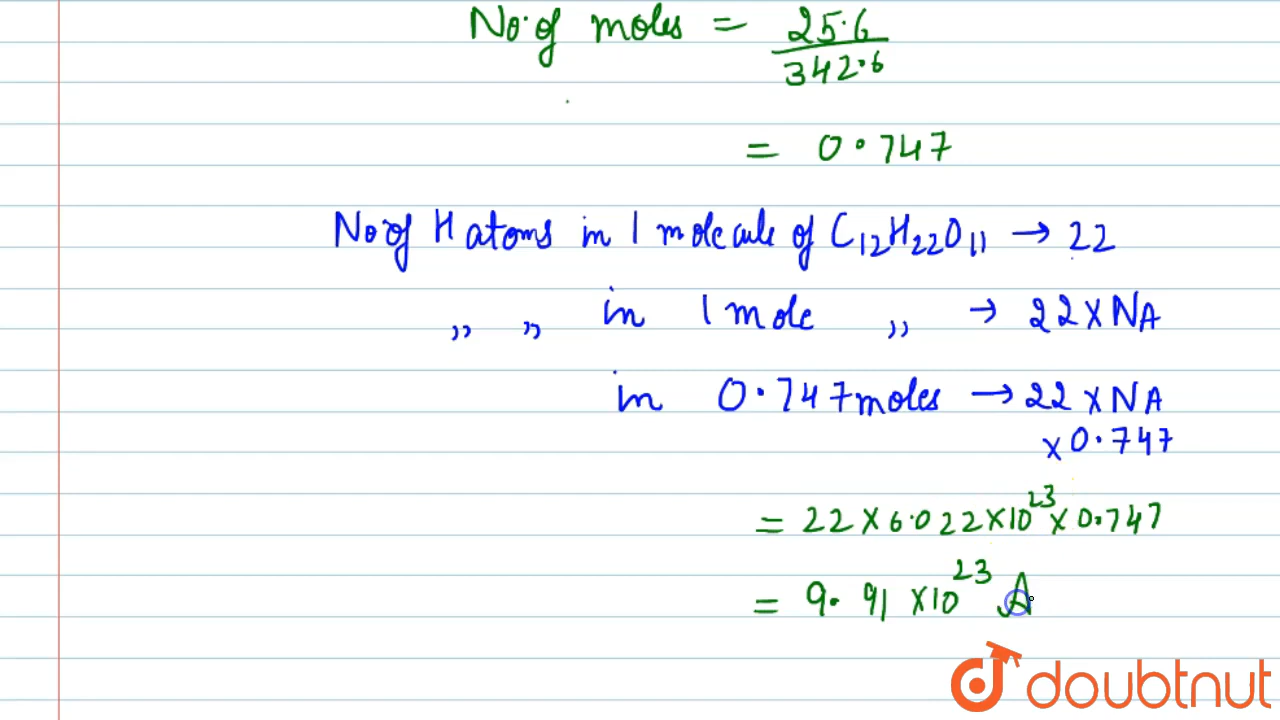 No. of moles = 25.6
342.6
= 0.747
No of H atoms in 1 molecule of C12H22O11 → 22
,, ,, in 1 mole ,, → 22 X NA
in 0.747 moles → 22 X NA
x 0.747
= 22 X 6.022 X 10^23 X 0.747
= 9.91 X 10^23 A
doubtnut